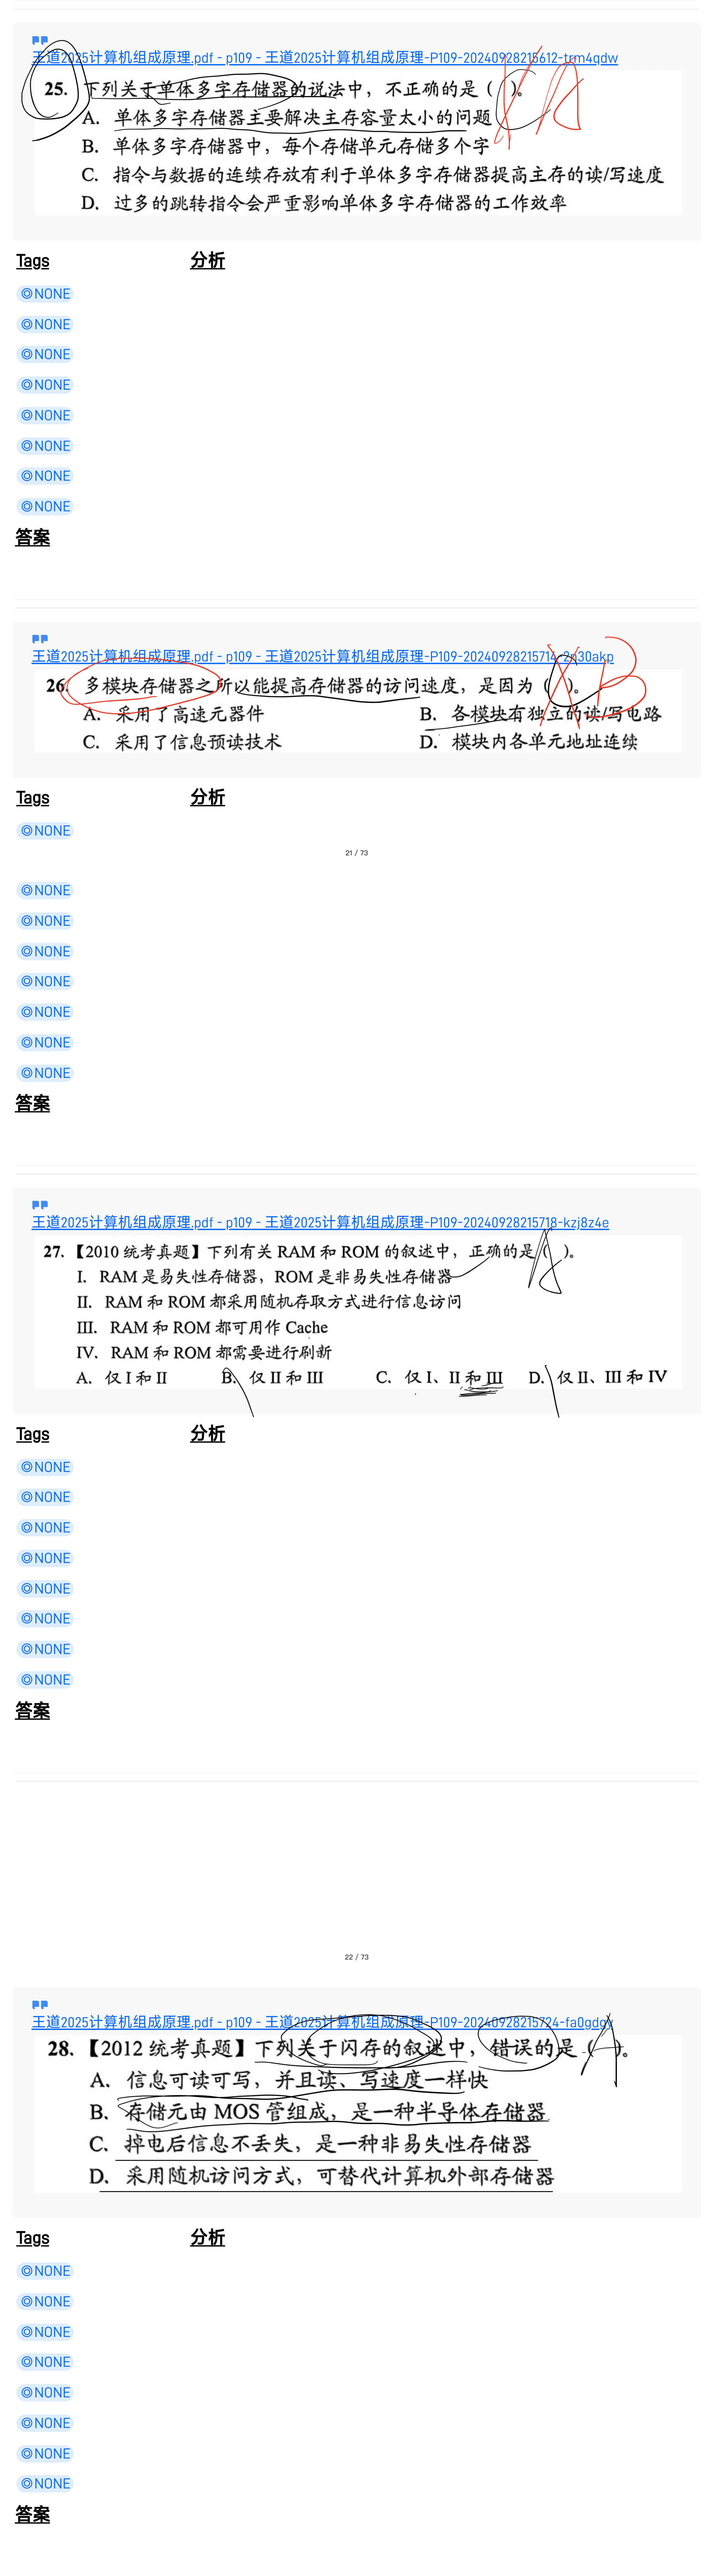 王道2025计算机组成原理.pdf - p109 - 王道2025计算机组成原理-P109-20240928215612-trm4qdw
25. 下列关于单体多字存储器的说法中，不正确的是（ ）。
A
A. 单体多字存储器主要解决主存容量太小的问题
B. 单体多字存储器中，每个存储单元存储多个字
C. 指令与数据的连续存放有利于单体多字存储器提高主存的读/写速度
D. 过多的跳转指令会严重影响单体多字存储器的工作效率
Tags 分析
NONE
NONE
NONE
NONE
NONE
NONE
NONE
NONE
答案
王道2025计算机组成原理.pdf - p109 - 王道2025计算机组成原理-P109-20240928215714-2p30akp
26. 多模块存储器之所以能提高存储器的访问速度，是因为（ ）。
B
A. 采用了高速元器件 B. 各模块有独立的读/写电路
C. 采用了信息预读技术 D. 模块内各单元地址连续
Tags 分析
NONE
21 / 73
NONE
NONE
NONE
NONE
NONE
NONE
NONE
答案
王道2025计算机组成原理.pdf - p109 - 王道2025计算机组成原理-P109-20240928215718-kzj8z4e
27. 【2010 统考真题】下列有关 RAM 和 ROM 的叙述中，正确的是（ ）。
A
I. RAM 是易失性存储器，ROM 是非易失性存储器
II. RAM 和 ROM 都采用随机存取方式进行信息访问
III. RAM 和 ROM 都可用作 Cache
IV. RAM 和 ROM 都需要进行刷新
A. 仅 I 和 II B. 仅 II 和 III C. 仅 I、II 和 III D. 仅 II、III 和 IV
Tags 分析
NONE
NONE
NONE
NONE
NONE
NONE
NONE
NONE
答案
22 / 73
王道2025计算机组成原理.pdf - p109 - 王道2025计算机组成原理-P109-20240928215724-fa0gdgy
28. 【2012 统考真题】下列关于闪存的叙述中，错误的是（ ）。
A
A. 信息可读可写，并且读、写速度一样快
B. 存储元由 MOS 管组成，是一种半导体存储器
C. 掉电后信息不丢失，是一种非易失性存储器
D. 采用随机访问方式，可替代计算机外部存储器
Tags 分析
NONE
NONE
NONE
NONE
NONE
NONE
NONE
NONE
答案